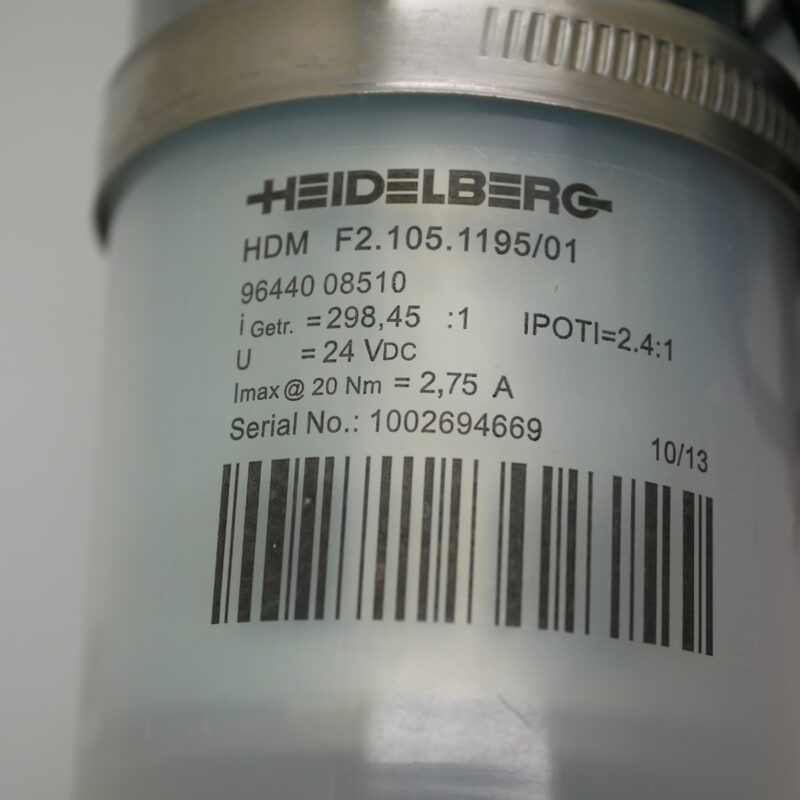 HEIDELBERG
HDM F2.105.1195/01
96440 08510
i Getr. = 298,45 :1 IPOTI=2.4:1
U = 24 VDC
Imax @ 20 Nm = 2,75 A
Serial No.: 1002694669
10/13